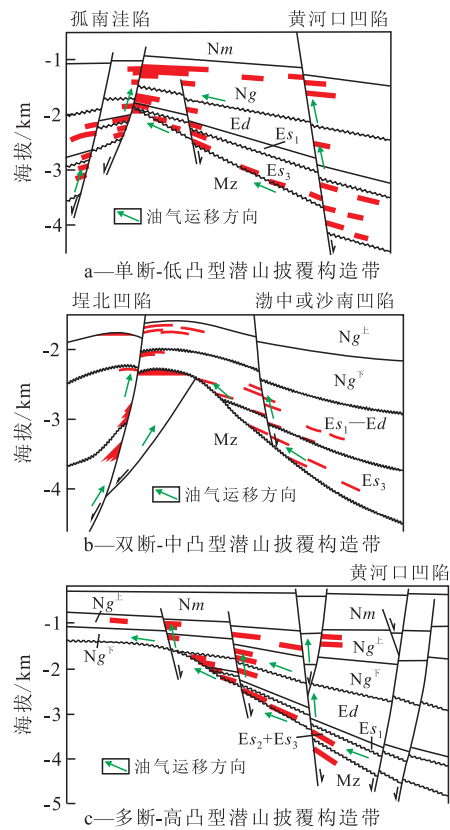 孤南洼陷 黄河口凹陷
-1
-2
-3
-4
海拔/km
Nm
Ng
Ed
Es₁
Es₃
Mz
油气运移方向
a—单断-低凸型潜山披覆构造带
埕北凹陷 渤中或沙南凹陷
-2
-3
-4
海拔/km
Ng上
Ng下
Es₁—Ed
Es₃
Mz
油气运移方向
b—双断-中凸型潜山披覆构造带
黄河口凹陷
-1
-2
-3
-4
-5
海拔/km
Ng上 Nm Nm
Ng上
Ng下 Ng下
Ed
Es₁
Es₂+Es₃
Mz
油气运移方向
c—多断-高凸型潜山披覆构造带